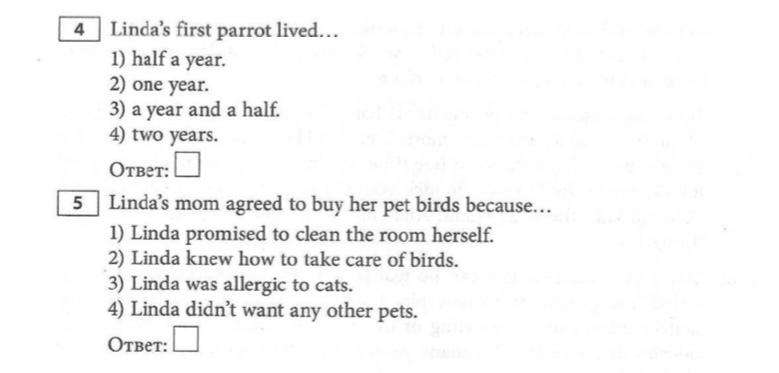 4 Linda's first parrot lived...
1) half a year.
2) one year.
3) a year and a half.
4) two years.
Ответ:
5 Linda's mom agreed to buy her pet birds because...
1) Linda promised to clean the room herself.
2) Linda knew how to take care of birds.
3) Linda was allergic to cats.
4) Linda didn't want any other pets.
Ответ: